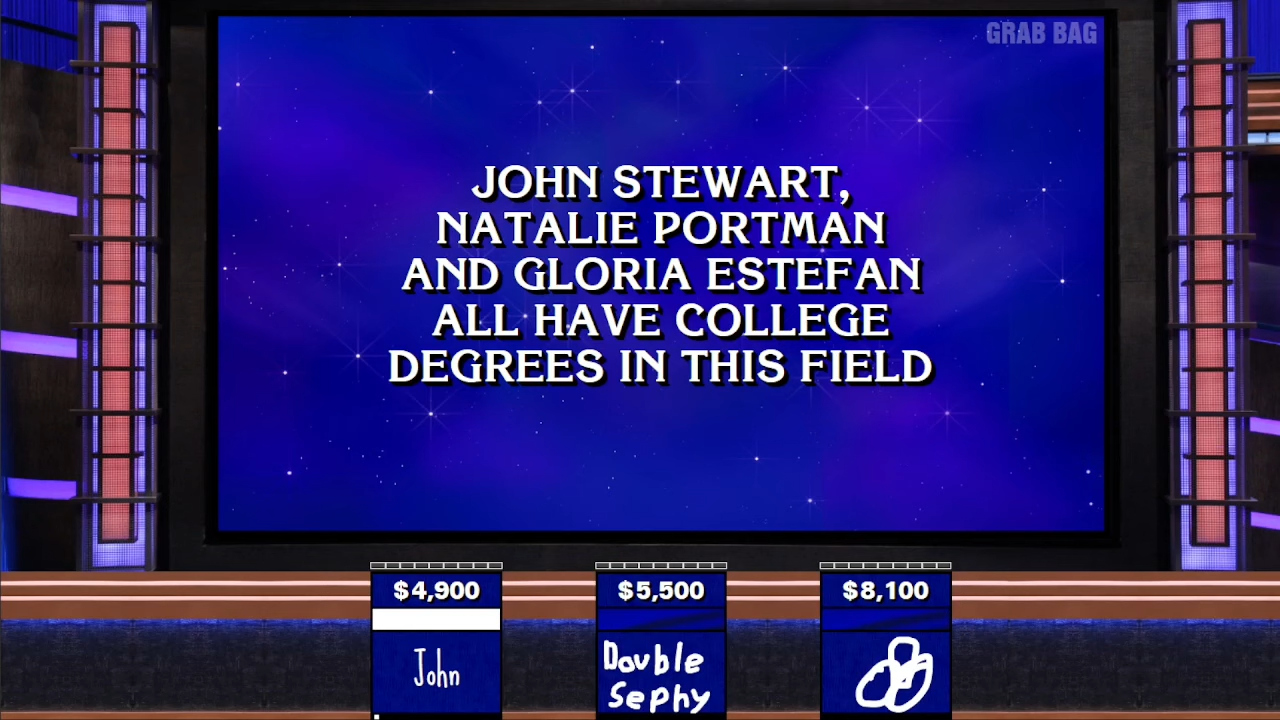 GRAB BAG
JOHN STEWART,
NATALIE PORTMAN
AND GLORIA ESTEFAN
ALL HAVE COLLEGE
DEGREES IN THIS FIELD
$4,900
$5,500
$8,100
John
Double
Sephy